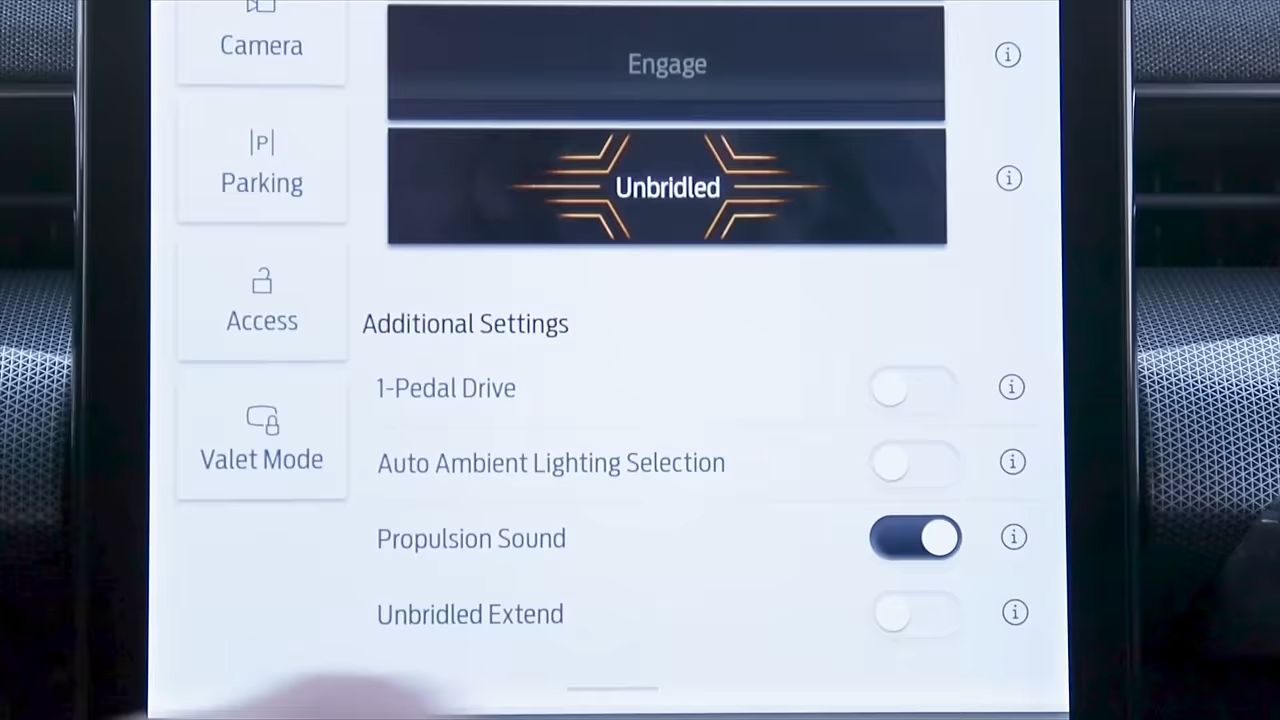 Camera
Engage
Parking
Unbridled
Access
Additional Settings
1-Pedal Drive
Valet Mode
Auto Ambient Lighting Selection
Propulsion Sound
Unbridled Extend